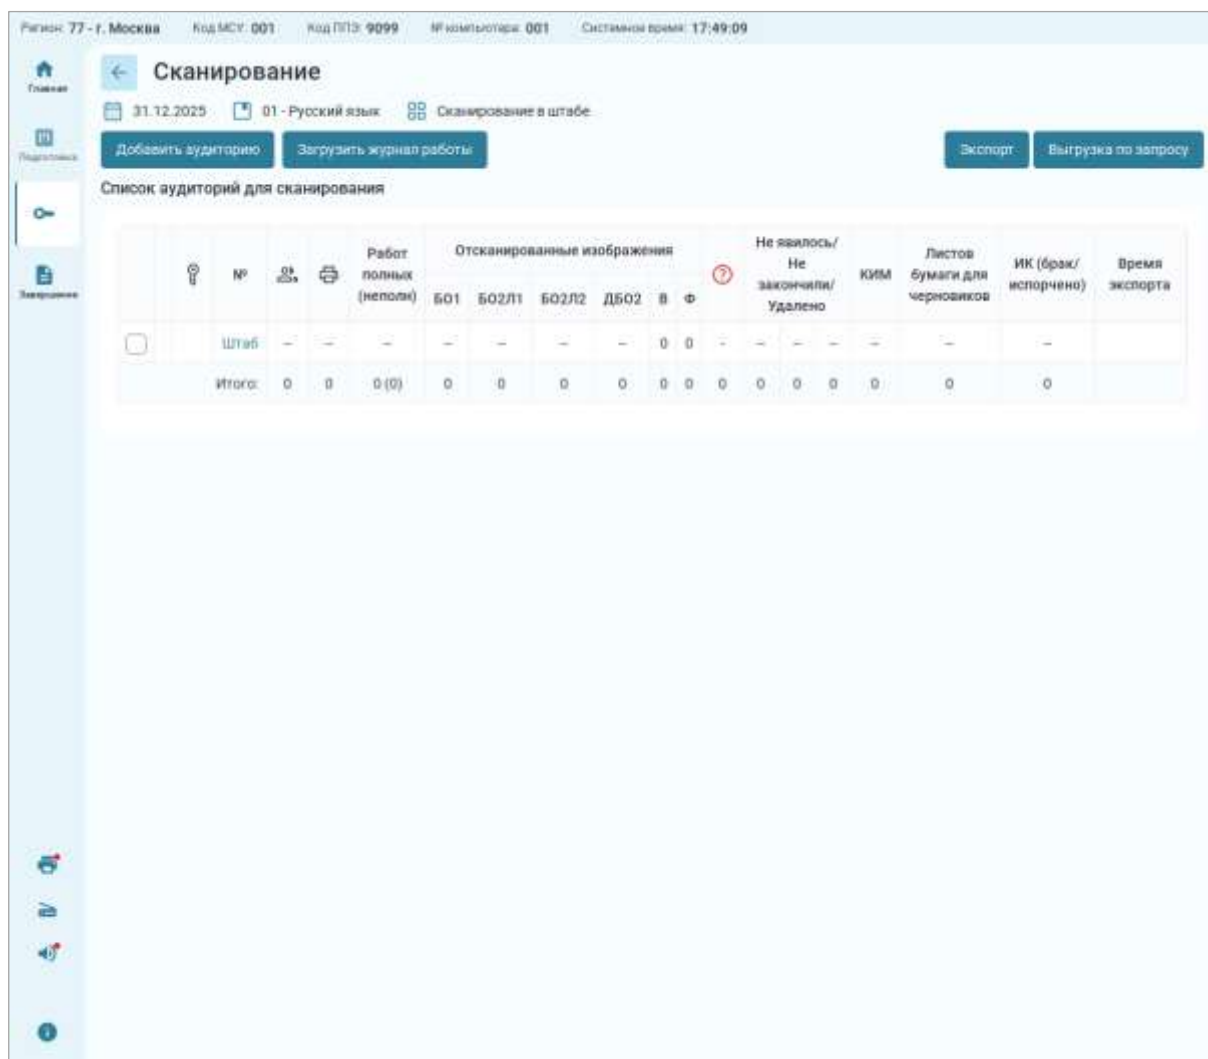 Регион: 77 - г. Москва Код МСУ: 001 Код ППЭ: 9099 № компьютера: 001 Системное время: 17:49:09
Главная
Сканирование
31.12.2025 01 - Русский язык Сканирование в штабе
Подготовка
Добавить аудиторию Загрузить журнал работы Экспорт Выгрузка по запросу
Список аудиторий для сканирования
Завершение
№ Работ полных (неполн) Отсканированные изображения Не явилось/ Не закончили/ Удалено КИМ Листов бумаги для черновиков ИК (брак/ испорчено) Время экспорта
БО1 БО2Л1 БО2Л2 ДБО2 В Ф
Штаб – – – – – – – 0 0 - – – – – – –
Итого: 0 0 0 (0) 0 0 0 0 0 0 0 0 0 0 0 0 0